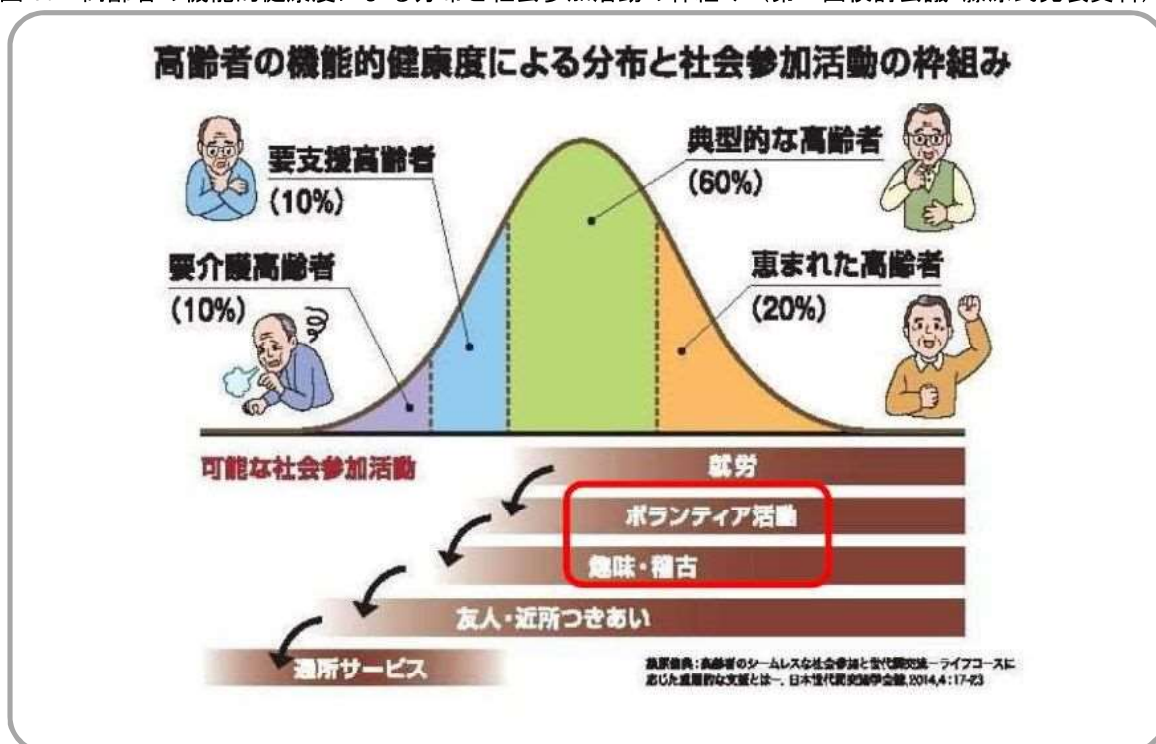 高齢者の機能的健康度による分布と社会参加活動の枠組み
要支援高齢者
(10%)
典型的な高齢者
(60%)
要介護高齢者
(10%)
恵まれた高齢者
(20%)
可能な社会参加活動
就労
ボランティア活動
趣味・稽古
友人・近所つきあい
通所サービス
藤原佳典:高齢者のシームレスな社会参加と世代間交流―ライフコースに
応じた重層的な支援とは―, 日本世代間交流学会誌,2014,4:17-23